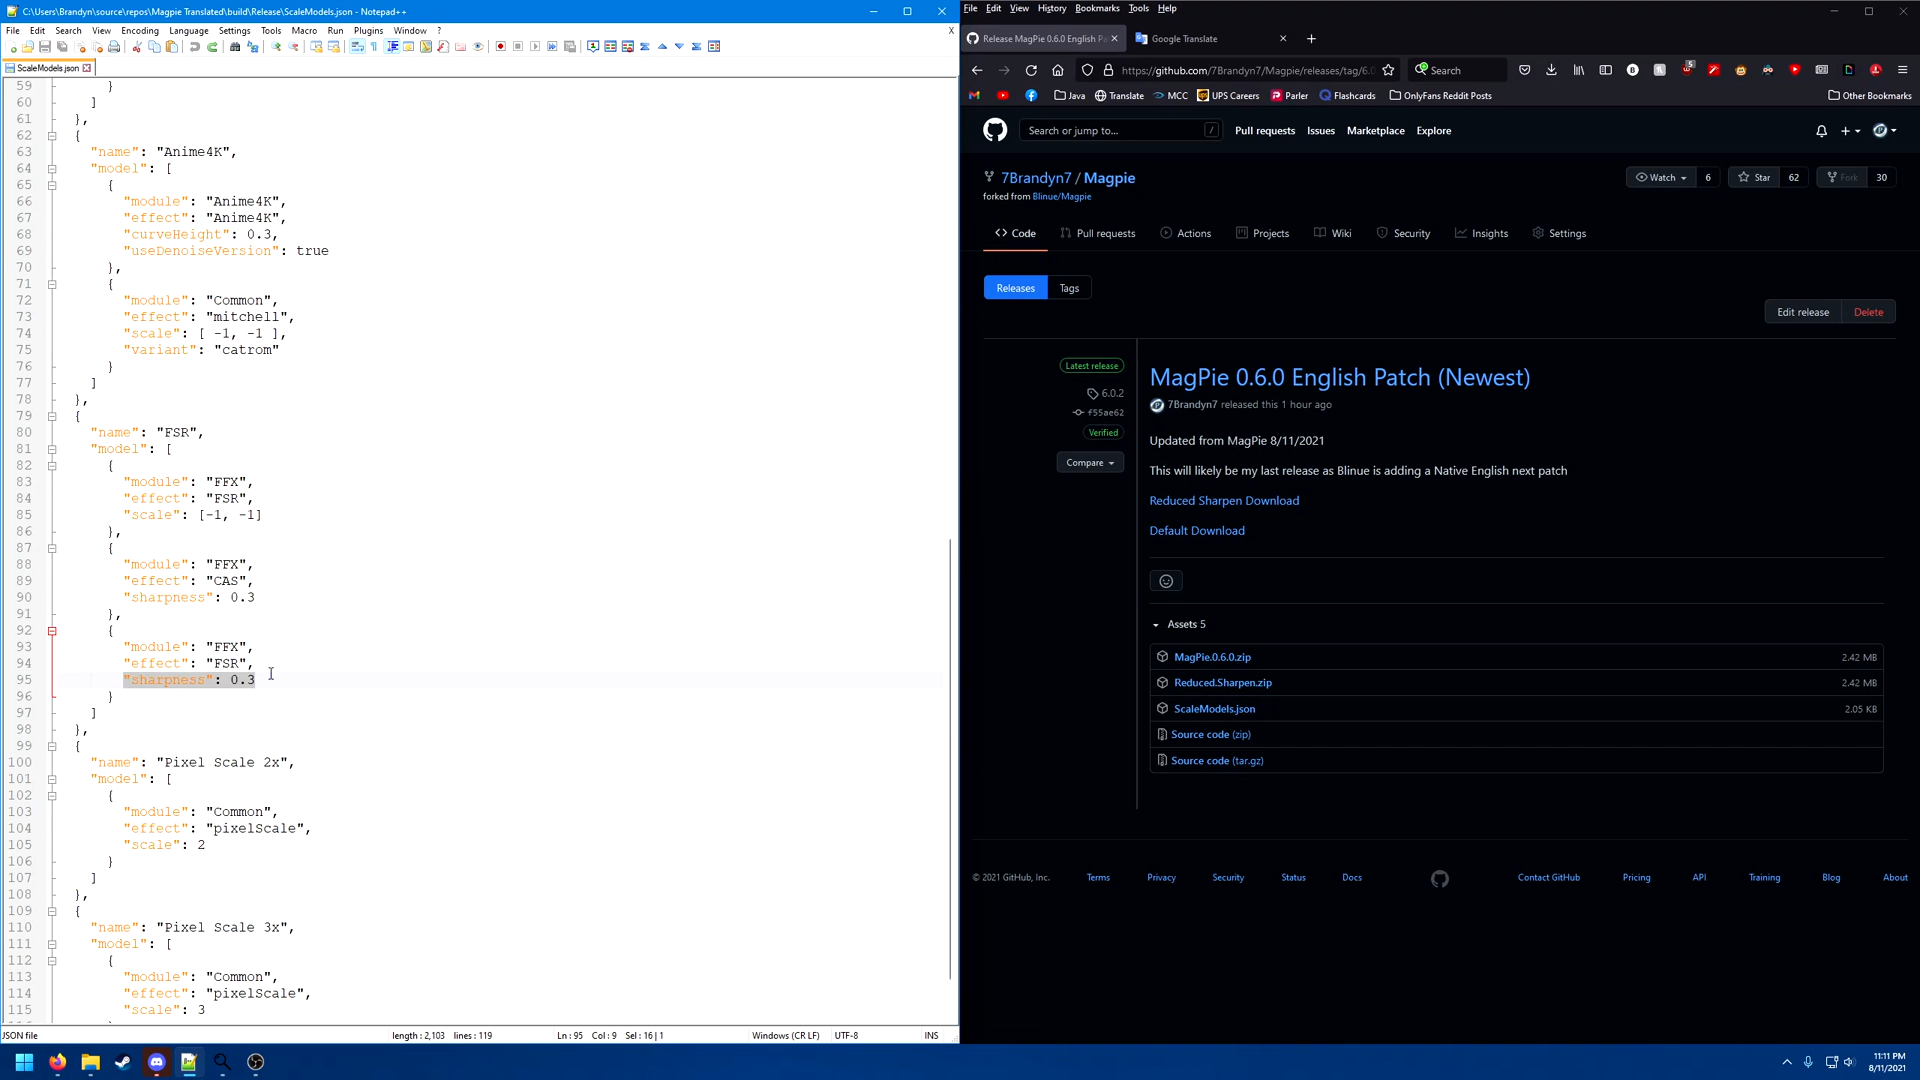 C:\Users\Brandyn\source\repos\Magpie Translated\build\Release\ScaleModels.json - Notepad++
File Edit Search View Encoding Language Settings Tools Macro Run Plugins Window ? X
ScaleModels.json
59 }
60 ]
61 },
62 {
63 "name": "Anime4K",
64 "model": [
65 {
66 "module": "Anime4K",
67 "effect": "Anime4K",
68 "curveHeight": 0.3,
69 "useDenoiseVersion": true
70 },
71 {
72 "module": "Common",
73 "effect": "mitchell",
74 "scale": [ -1, -1 ],
75 "variant": "catrom"
76 }
77 ]
78 },
79 {
80 "name": "FSR",
81 "model": [
82 {
83 "module": "FFX",
84 "effect": "FSR",
85 "scale": [-1, -1]
86 },
87 {
88 "module": "FFX",
89 "effect": "CAS",
90 "sharpness": 0.3
91 },
92 {
93 "module": "FFX",
94 "effect": "FSR",
95 "sharpness": 0.3
96 }
97 ]
98 },
99 {
100 "name": "Pixel Scale 2x",
101 "model": [
102 {
103 "module": "Common",
104 "effect": "pixelScale",
105 "scale": 2
106 }
107 ]
108 },
109 {
110 "name": "Pixel Scale 3x",
111 "model": [
112 {
113 "module": "Common",
114 "effect": "pixelScale",
115 "scale": 3
JSON file length : 2,103 lines : 119 Ln : 95 Col : 9 Sel : 16 | 1 Windows (CR LF) UTF-8 INS
File Edit View History Bookmarks Tools Help
Release MagPie 0.6.0 English P
Google Translate
https://github.com/7Brandyn7/Magpie/releases/tag/6.0
Search
5
Java Translate MCC UPS Careers Parler Flashcards OnlyFans Reddit Posts Other Bookmarks
Search or jump to... / Pull requests Issues Marketplace Explore
7Brandyn7 / Magpie
forked from Blinue/Magpie
Watch 6 Star 62 Fork 30
Code Pull requests Actions Projects Wiki Security Insights Settings
Releases Tags
Edit release Delete
Latest release
6.0.2
f55ae62
Verified
Compare
MagPie 0.6.0 English Patch (Newest)
7Brandyn7 released this 1 hour ago
Updated from MagPie 8/11/2021
This will likely be my last release as Blinue is adding a Native English next patch
Reduced Sharpen Download
Default Download
Assets 5
MagPie.0.6.0.zip 2.42 MB
Reduced.Sharpen.zip 2.42 MB
ScaleModels.json 2.05 KB
Source code (zip)
Source code (tar.gz)
© 2021 GitHub, Inc. Terms Privacy Security Status Docs Contact GitHub Pricing API Training Blog About
11:11 PM
8/11/2021